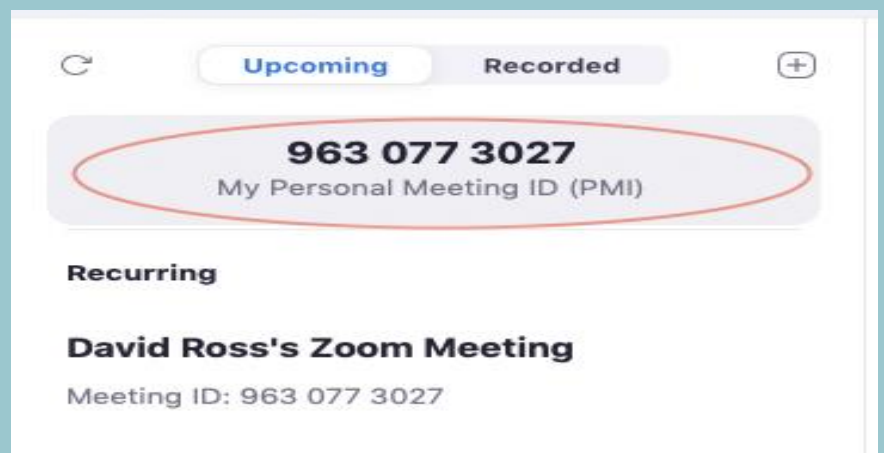 Upcoming Recorded
963 077 3027
My Personal Meeting ID (PMI)
Recurring
David Ross's Zoom Meeting
Meeting ID: 963 077 3027